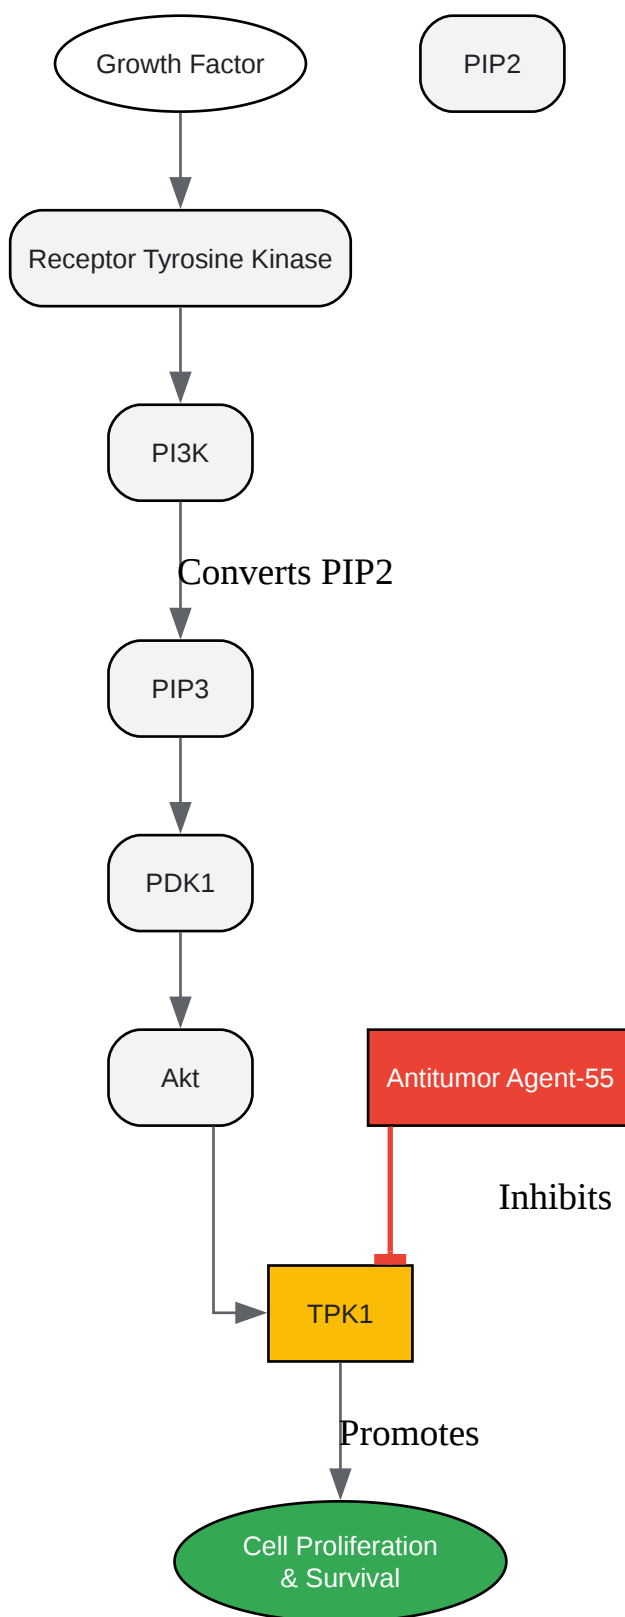 Growth Factor
PIP2
Receptor Tyrosine Kinase
PI3K
Converts PIP2
PIP3
PDK1
Akt
Antitumor Agent-55
Inhibits
TPK1
Promotes
Cell Proliferation
& Survival